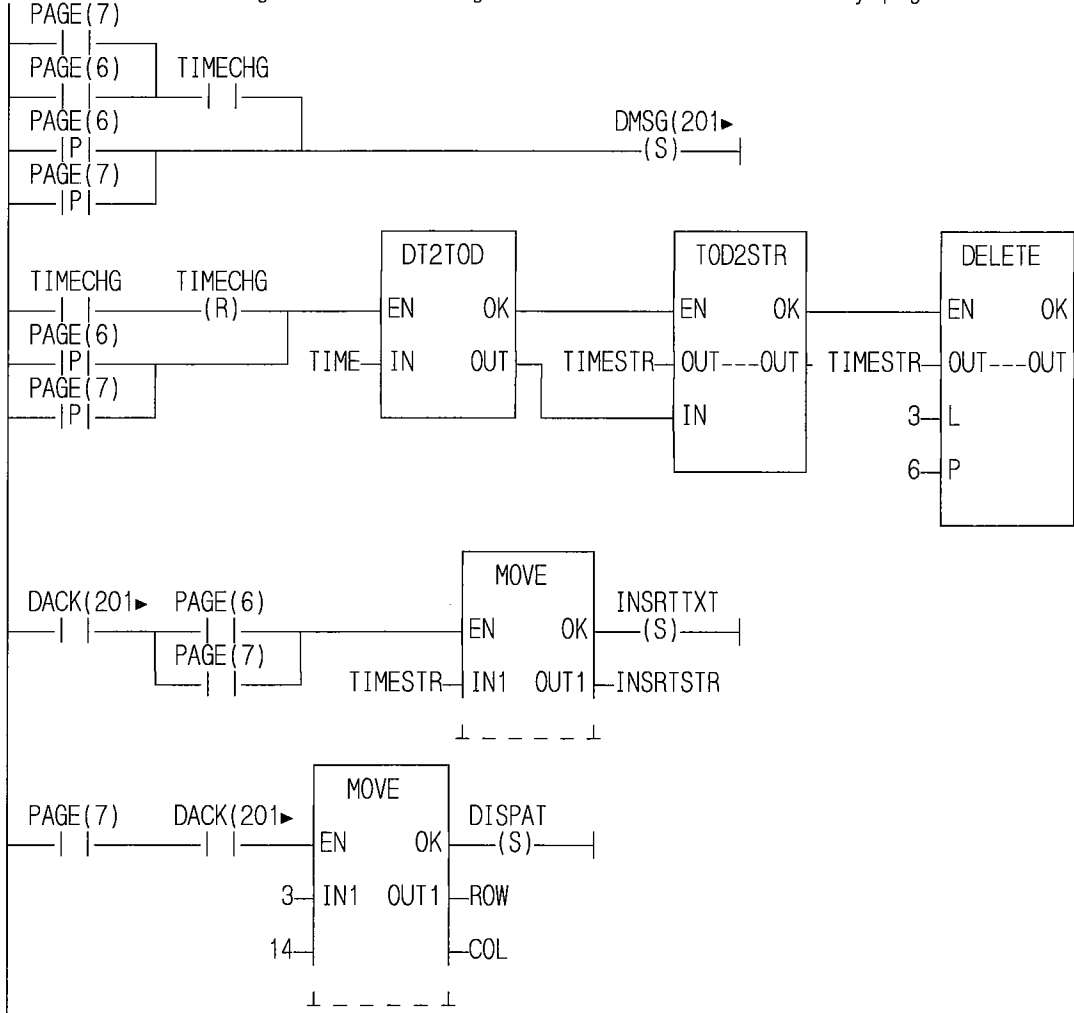 PAGE(7)
PAGE(6) TIMECHG
PAGE(6) DMSG(201►
P (S)
PAGE(7)
P
DT2TOD TOD2STR DELETE
TIMECHG TIMECHG
(R) EN OK EN OK EN OK
PAGE(6)
P TIME IN OUT TIMESTR OUT---OUT TIMESTR OUT---OUT
PAGE(7)
P IN 3 L
6 P
MOVE
DACK(201► PAGE(6) INSRTTXT
EN OK (S)
PAGE(7)
TIMESTR IN1 OUT1 INSRTSTR
MOVE
PAGE(7) DACK(201► DISPAT
EN OK (S)
3 IN1 OUT1 ROW
14 COL